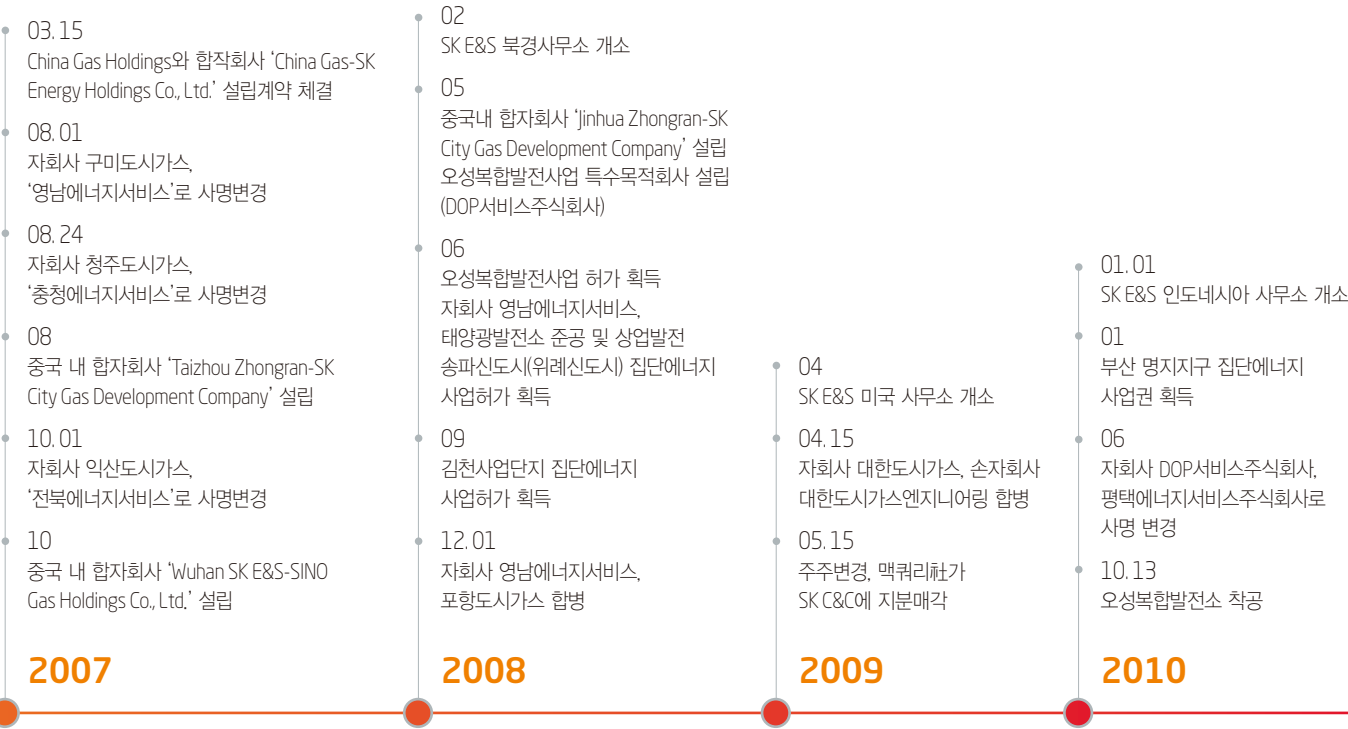 03.15
China Gas Holdings와 합작회사 ‘China Gas-SK
Energy Holdings Co., Ltd.’ 설립계약 체결
08.01
자회사 구미도시가스,
‘영남에너지서비스’로 사명변경
08.24
자회사 청주도시가스,
‘충청에너지서비스’로 사명변경
08
중국 내 합자회사 ‘Taizhou Zhongran-SK
City Gas Development Company’ 설립
10.01
자회사 익산도시가스,
‘전북에너지서비스’로 사명변경
10
중국 내 합자회사 ‘Wuhan SK E&S-SINO
Gas Holdings Co., Ltd.’ 설립
2007
02
SK E&S 북경사무소 개소
05
중국내 합자회사 ‘Jinhua Zhongran-SK
City Gas Development Company’ 설립
오성복합발전사업 특수목적회사 설립
(DOP서비스주식회사)
06
오성복합발전사업 허가 획득
자회사 영남에너지서비스,
태양광발전소 준공 및 상업발전
송파신도시(위례신도시) 집단에너지
사업허가 획득
09
김천사업단지 집단에너지
사업허가 획득
12.01
자회사 영남에너지서비스,
포항도시가스 합병
2008
04
SK E&S 미국 사무소 개소
04.15
자회사 대한도시가스, 손자회사
대한도시가스엔지니어링 합병
05.15
주주변경, 맥쿼리社가
SK C&C에 지분매각
2009
01.01
SK E&S 인도네시아 사무소 개소
01
부산 명지지구 집단에너지
사업권 획득
06
자회사 DOP서비스주식회사,
평택에너지서비스주식회사로
사명 변경
10.13
오성복합발전소 착공
2010